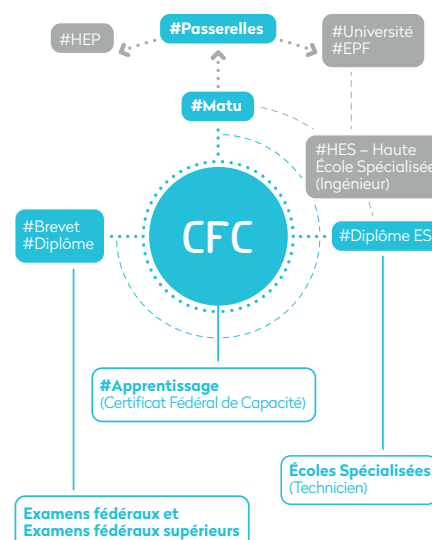 #Passerelles
#HEP
#Université
#EPF
#Matu
#HES – Haute
École Spécialisée
(Ingénieur)
#Brevet
#Diplôme
CFC
#Diplôme ES
#Apprentissage
(Certificat Fédéral de Capacité)
Écoles Spécialisées
(Technicien)
Examens fédéraux et
Examens fédéraux supérieurs